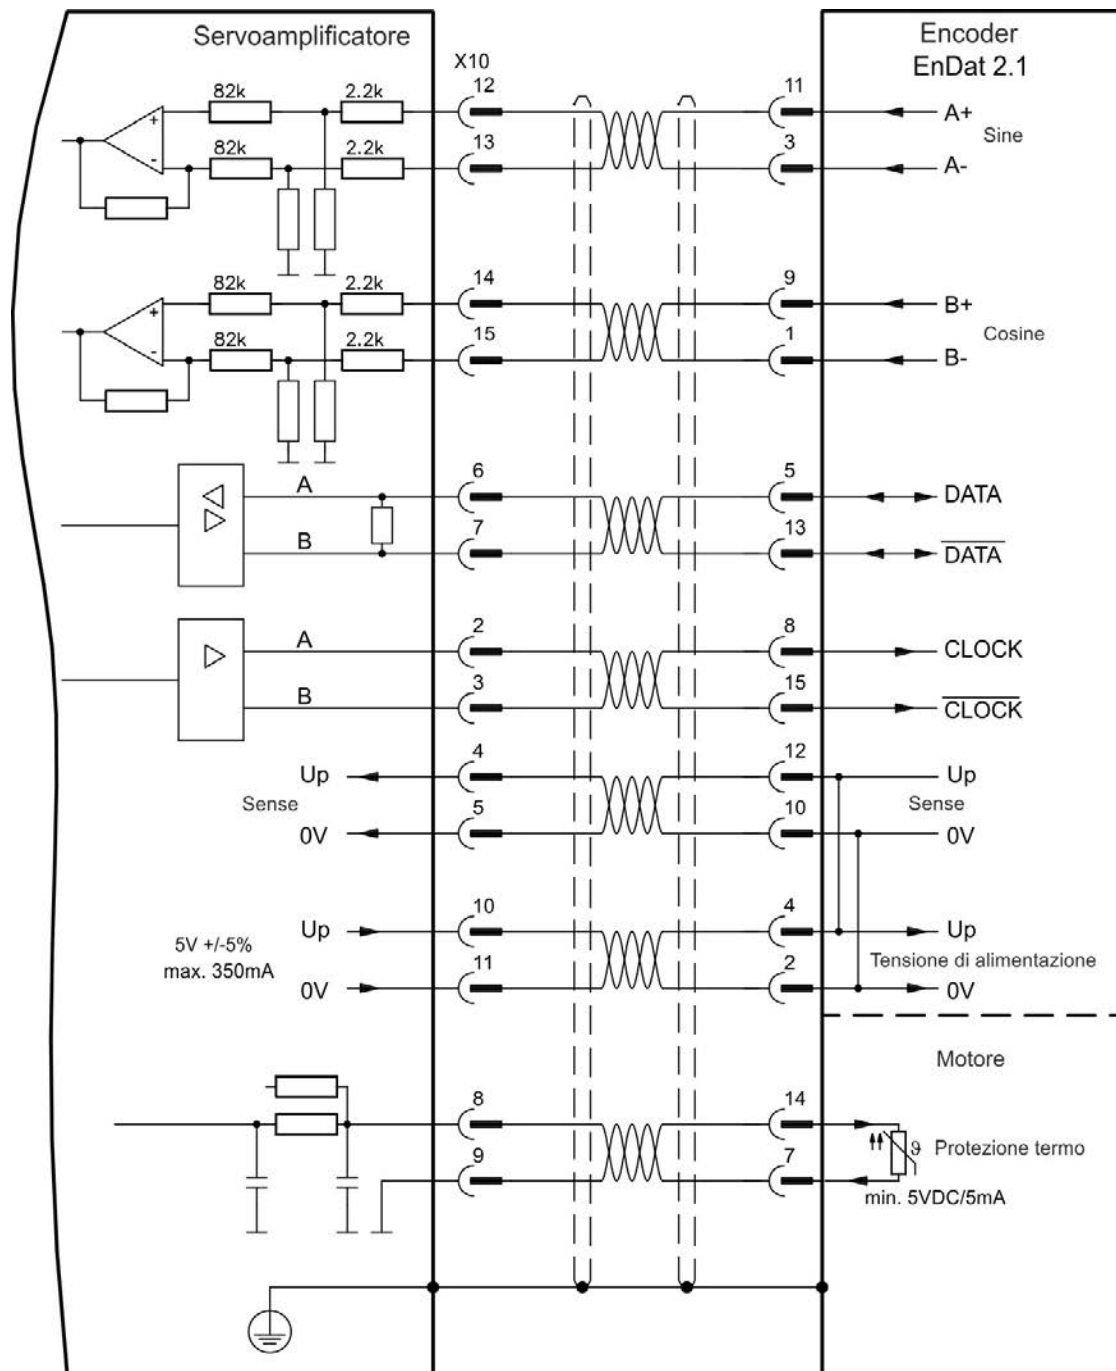 Servoamplificatore
Encoder
EnDat 2.1
X10
82k 2.2k 12 11 A+
+
Sine
82k 2.2k 13 3 A-
-
82k 2.2k 14 9 B+
+
Cosine
82k 2.2k 15 1 B-
-
A 6 5 DATA
B 7 13 DATA
A 2 8 CLOCK
B 3 15 CLOCK
Up 4 12 Up
Sense Sense
0V 5 10 0V
Up 10 4 Up
5V +/-5%
Tensione di alimentazione
max. 350mA
0V 11 2 0V
Motore
8 14
ϑ Protezione termo
9 7
min. 5VDC/5mA